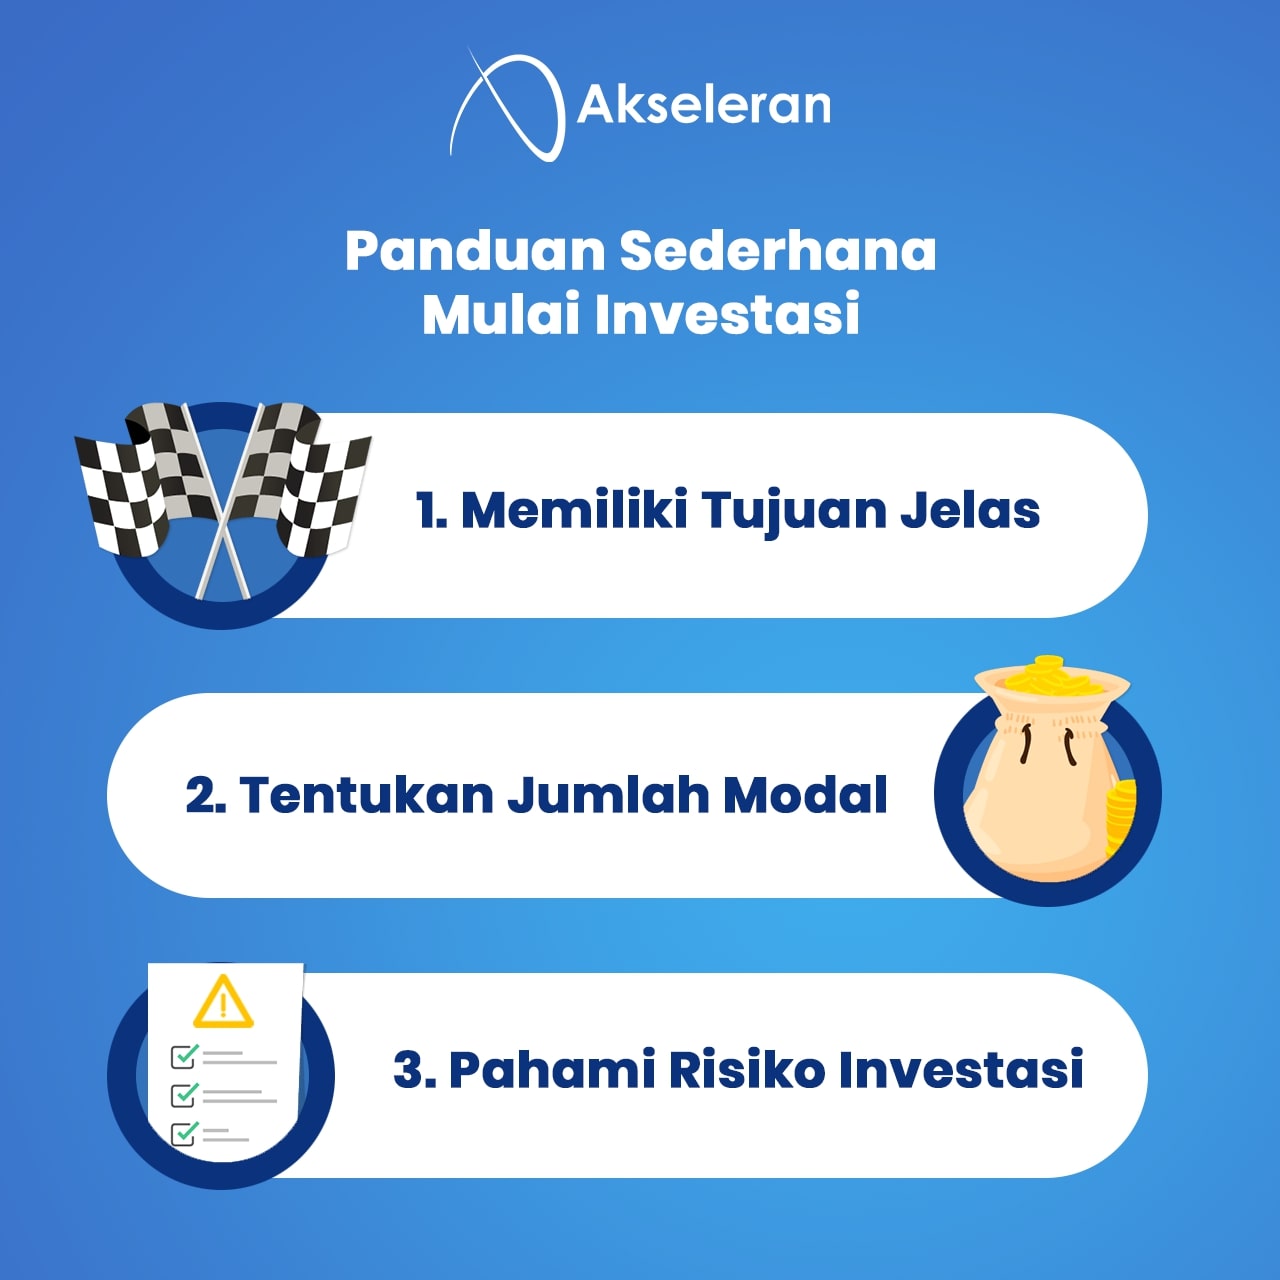 Akseleran
Panduan Sederhana
Mulai Investasi
1. Memiliki Tujuan Jelas
2. Tentukan Jumlah Modal
3. Pahami Risiko Investasi